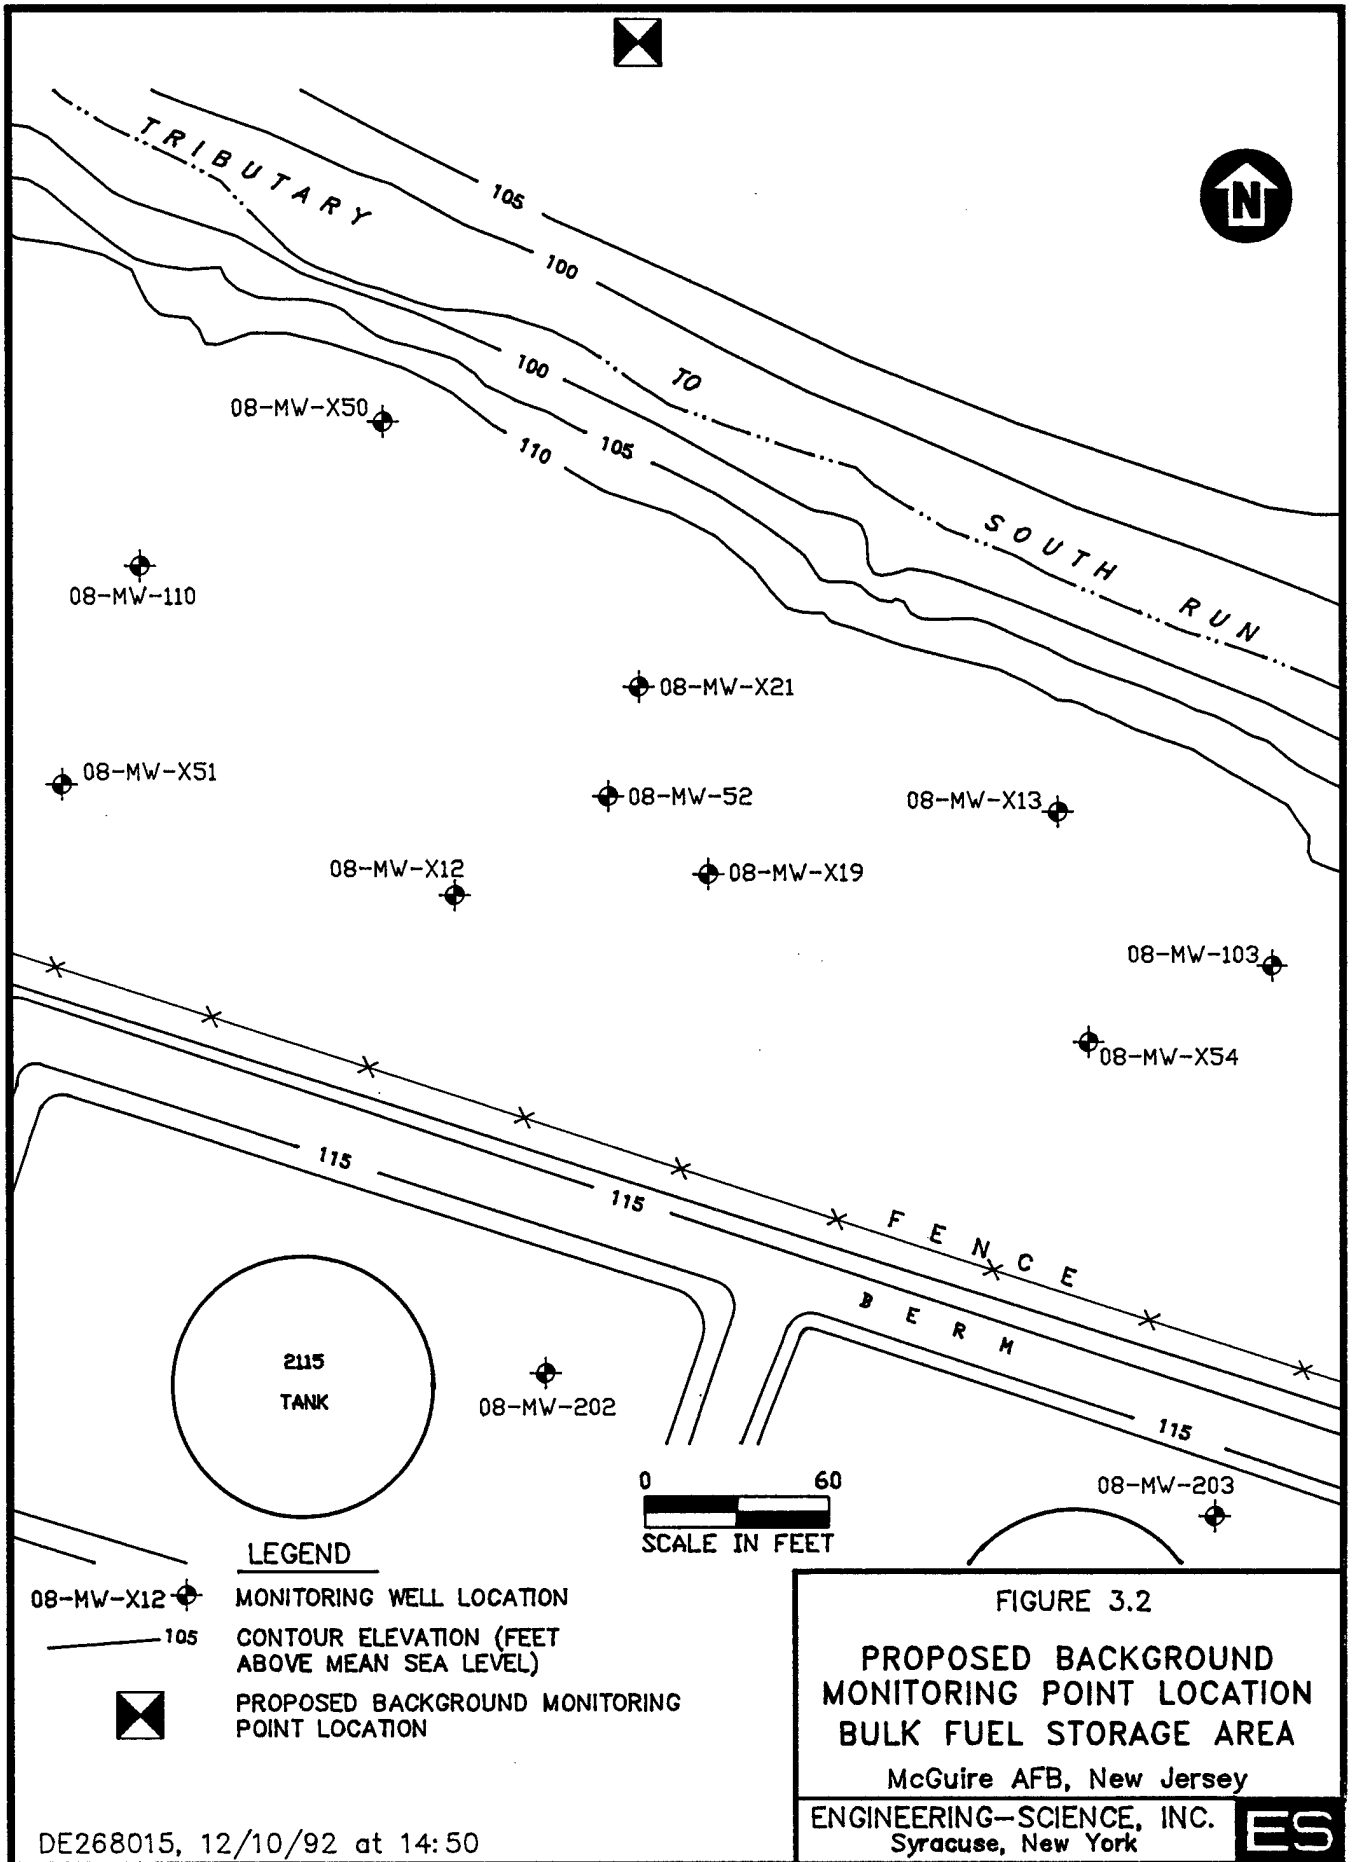 TRIBUTARY
105
N
100
100
TO
08-MW-X50
105
110
SOUTH
RUN
08-MW-110
08-MW-X21
08-MW-X51
08-MW-52
08-MW-X13
08-MW-X12
08-MW-X19
08-MW-103
08-MW-X54
115
115
FENCE
BERM
2115
TANK
08-MW-202
115
0 60
SCALE IN FEET
08-MW-203
LEGEND
08-MW-X12 MONITORING WELL LOCATION
105 CONTOUR ELEVATION (FEET
ABOVE MEAN SEA LEVEL)
PROPOSED BACKGROUND MONITORING
POINT LOCATION
FIGURE 3.2
PROPOSED BACKGROUND
MONITORING POINT LOCATION
BULK FUEL STORAGE AREA
McGuire AFB, New Jersey
ENGINEERING-SCIENCE, INC.
Syracuse, New York
ES
DE268015, 12/10/92 at 14:50